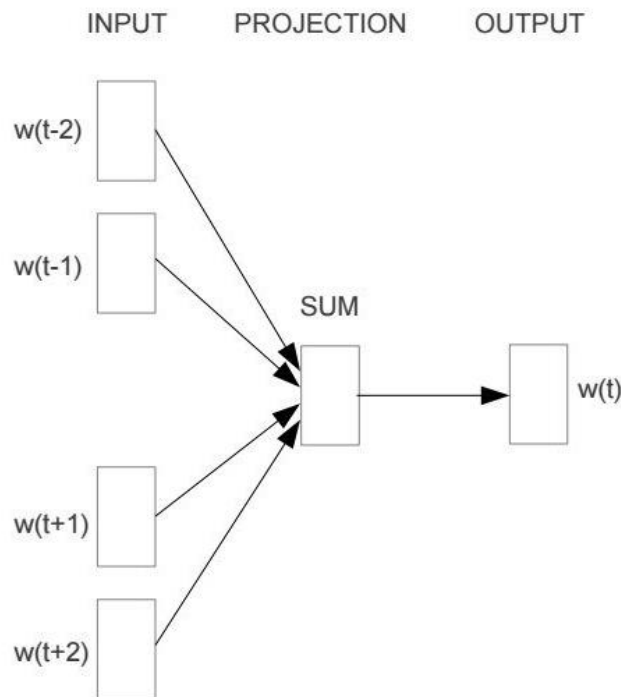 INPUT PROJECTION OUTPUT
w(t-2)
w(t-1)
SUM
w(t)
w(t+1)
w(t+2)